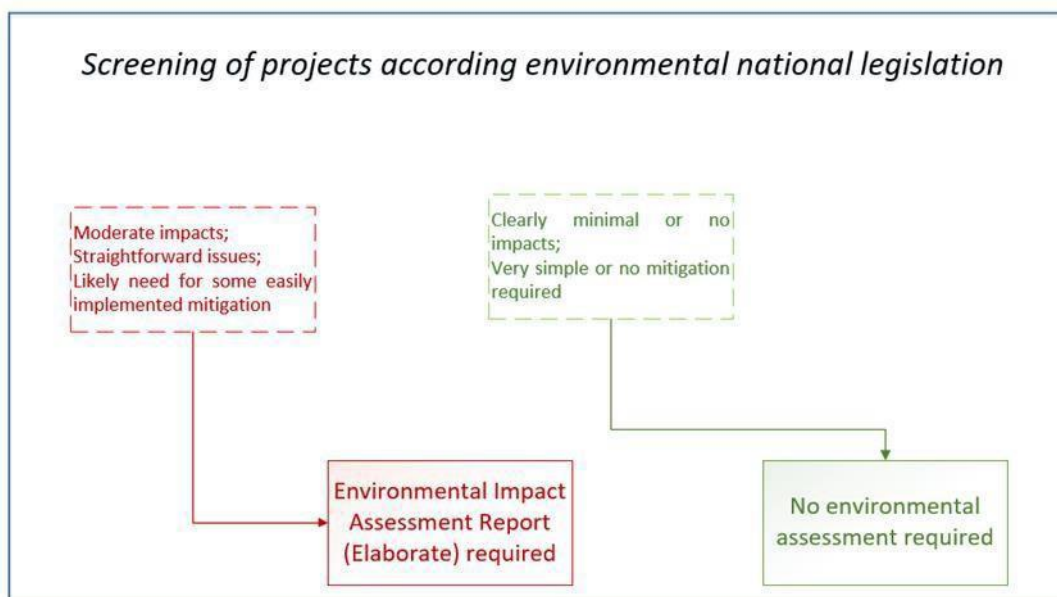 Screening of projects according environmental national legislation
Moderate impacts;
Straightforward issues;
Likely need for some easily
implemented mitigation
Clearly minimal or no
impacts;
Very simple or no mitigation
required
Environmental Impact
Assessment Report
(Elaborate) required
No environmental
assessment required